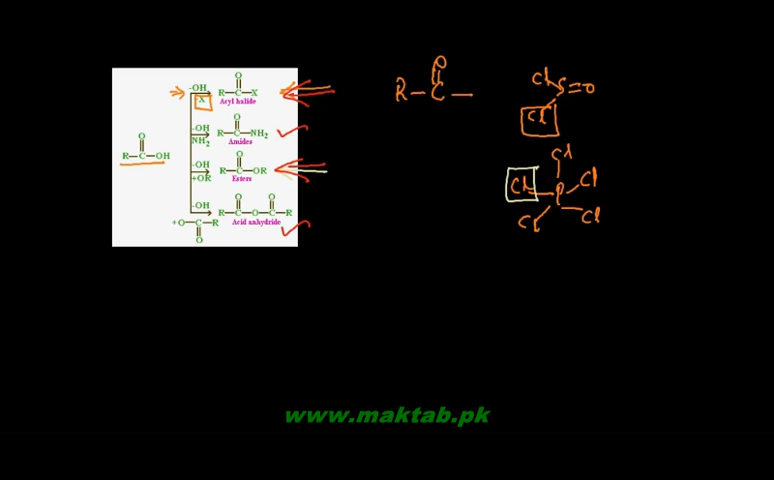 -OH
X
O
R—C—X
Acyl halide
O
R—C—OH
-OH
NH2
O
R—C—NH2
Amides
-OH
+OR
O
R—C—OR
Esters
-OH
+O—C—R
O
O O
R—C—O—C—R
Acid anhydride
O
R—C—
Cl
S=O
Cl
Cl
Cl—P—Cl
Cl Cl
www.maktab.pk